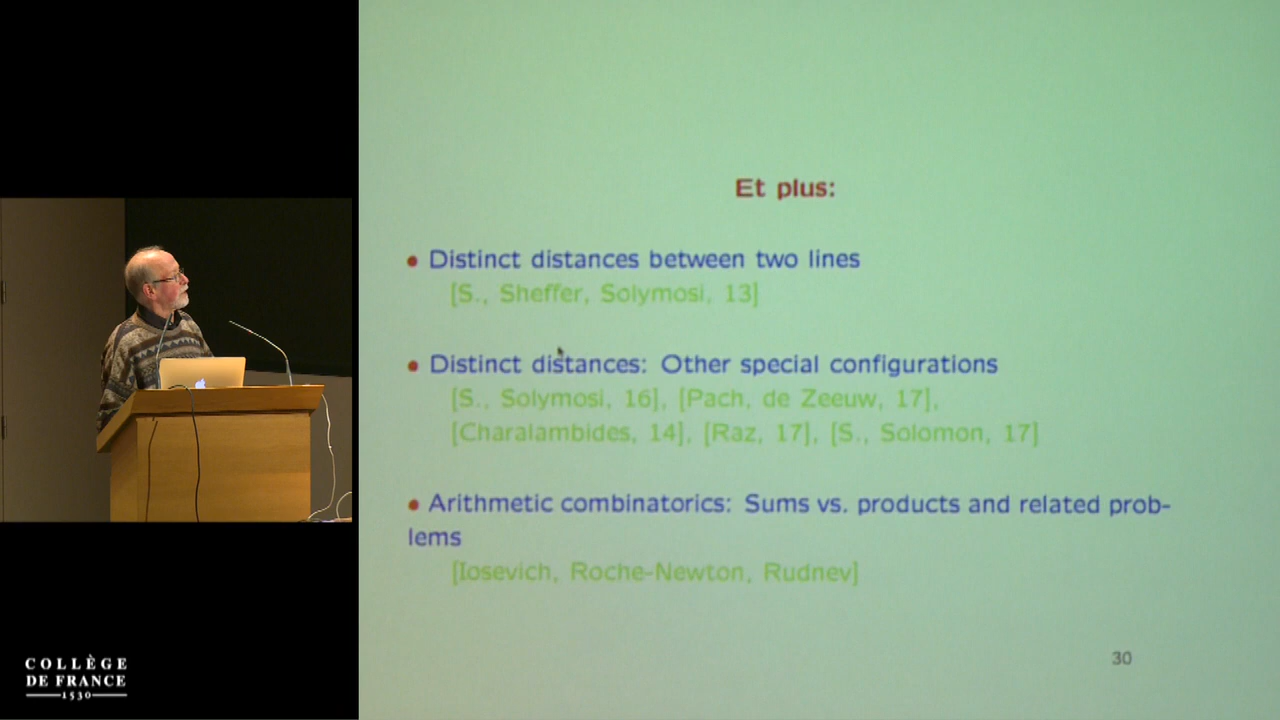 Et plus:
• Distinct distances between two lines
[S., Sheffer, Solymosi, 13]
• Distinct distances: Other special configurations
[S., Solymosi, 16], [Pach, de Zeeuw, 17],
[Charalambides, 14], [Raz, 17], [S., Solomon, 17]
• Arithmetic combinatorics: Sums vs. products and related prob-
lems
[Iosevich, Roche-Newton, Rudnev]
30
COLLÈGE
DE FRANCE
1530